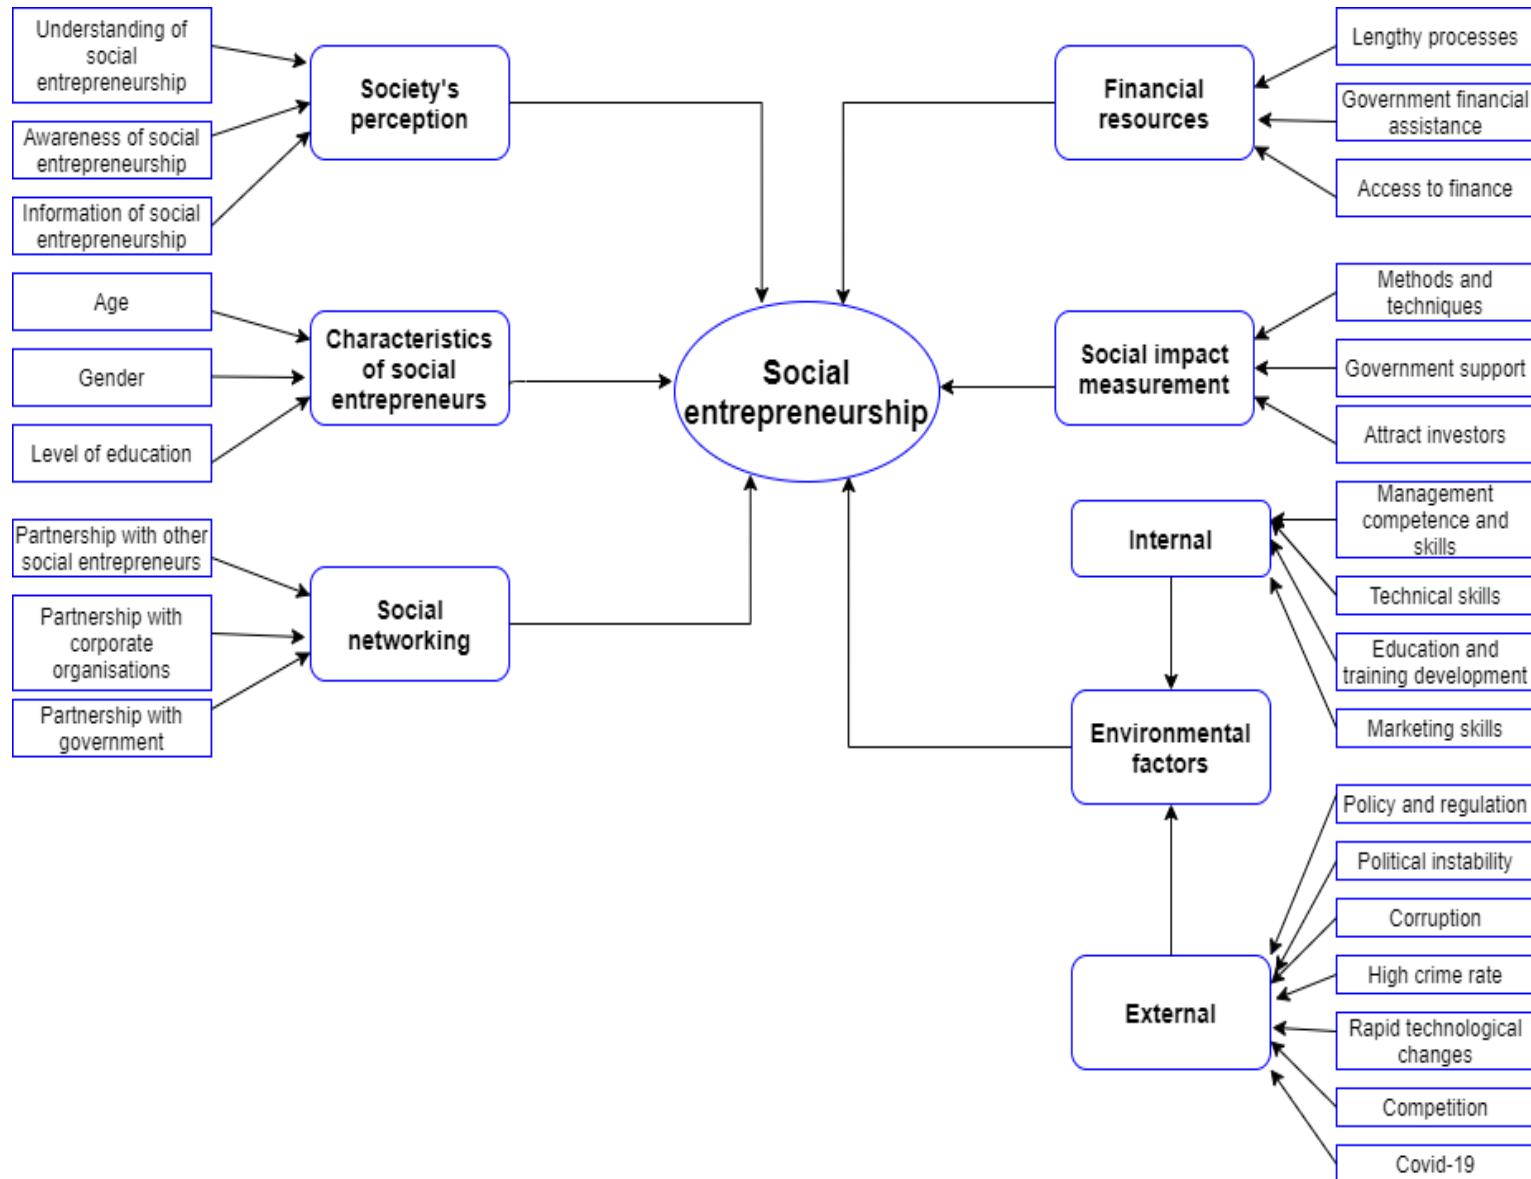 Understanding of
social
entrepreneurship
Awareness of social
entrepreneurship
Information of social
entrepreneurship
Society's
perception
Age
Gender
Level of education
Characteristics
of social
entrepreneurs
Partnership with other
social entrepreneurs
Partnership with
corporate
organisations
Partnership with
government
Social
networking
Social
entrepreneurship
Financial
resources
Lengthy processes
Government financial
assistance
Access to finance
Social impact
measurement
Methods and
techniques
Government support
Attract investors
Internal
Management
competence and
skills
Technical skills
Education and
training development
Marketing skills
Environmental
factors
External
Policy and regulation
Political instability
Corruption
High crime rate
Rapid technological
changes
Competition
Covid-19